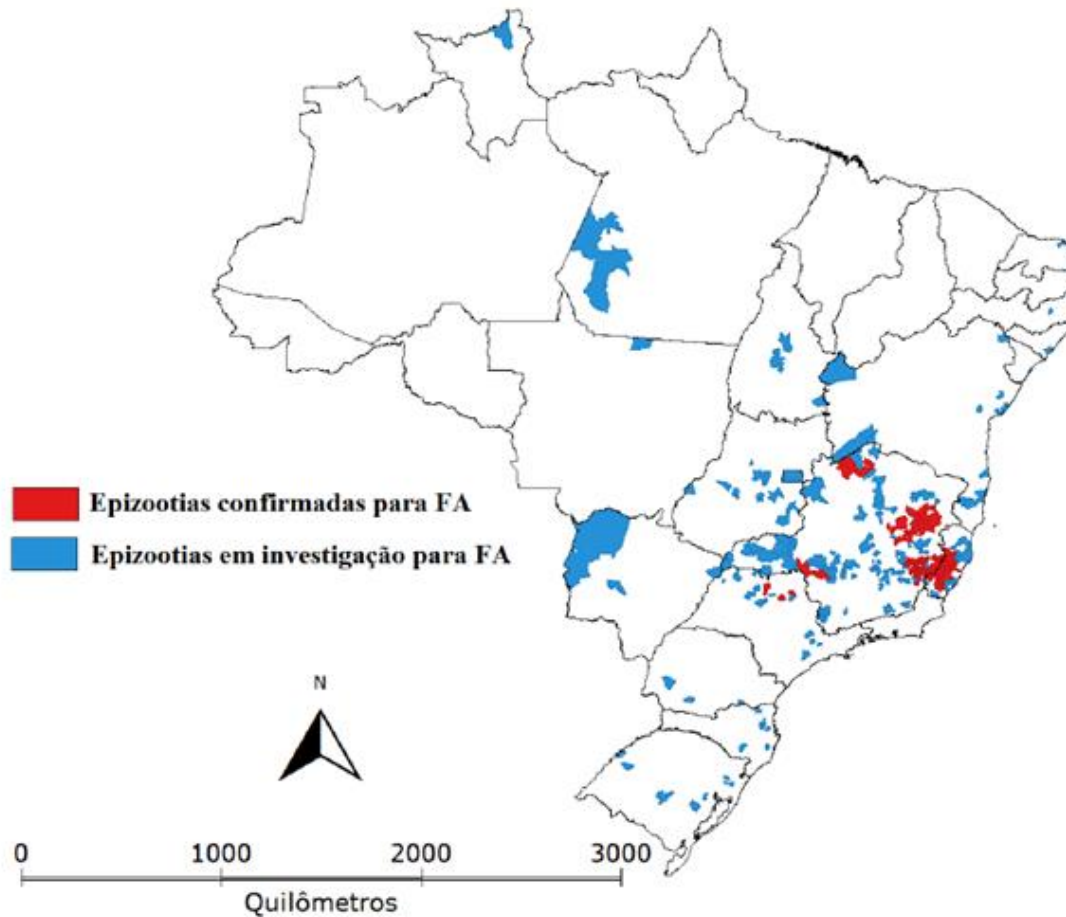 Epizootias confirmadas para FA
Epizootias em investigação para FA
N
0 1000 2000 3000
Quilômetros